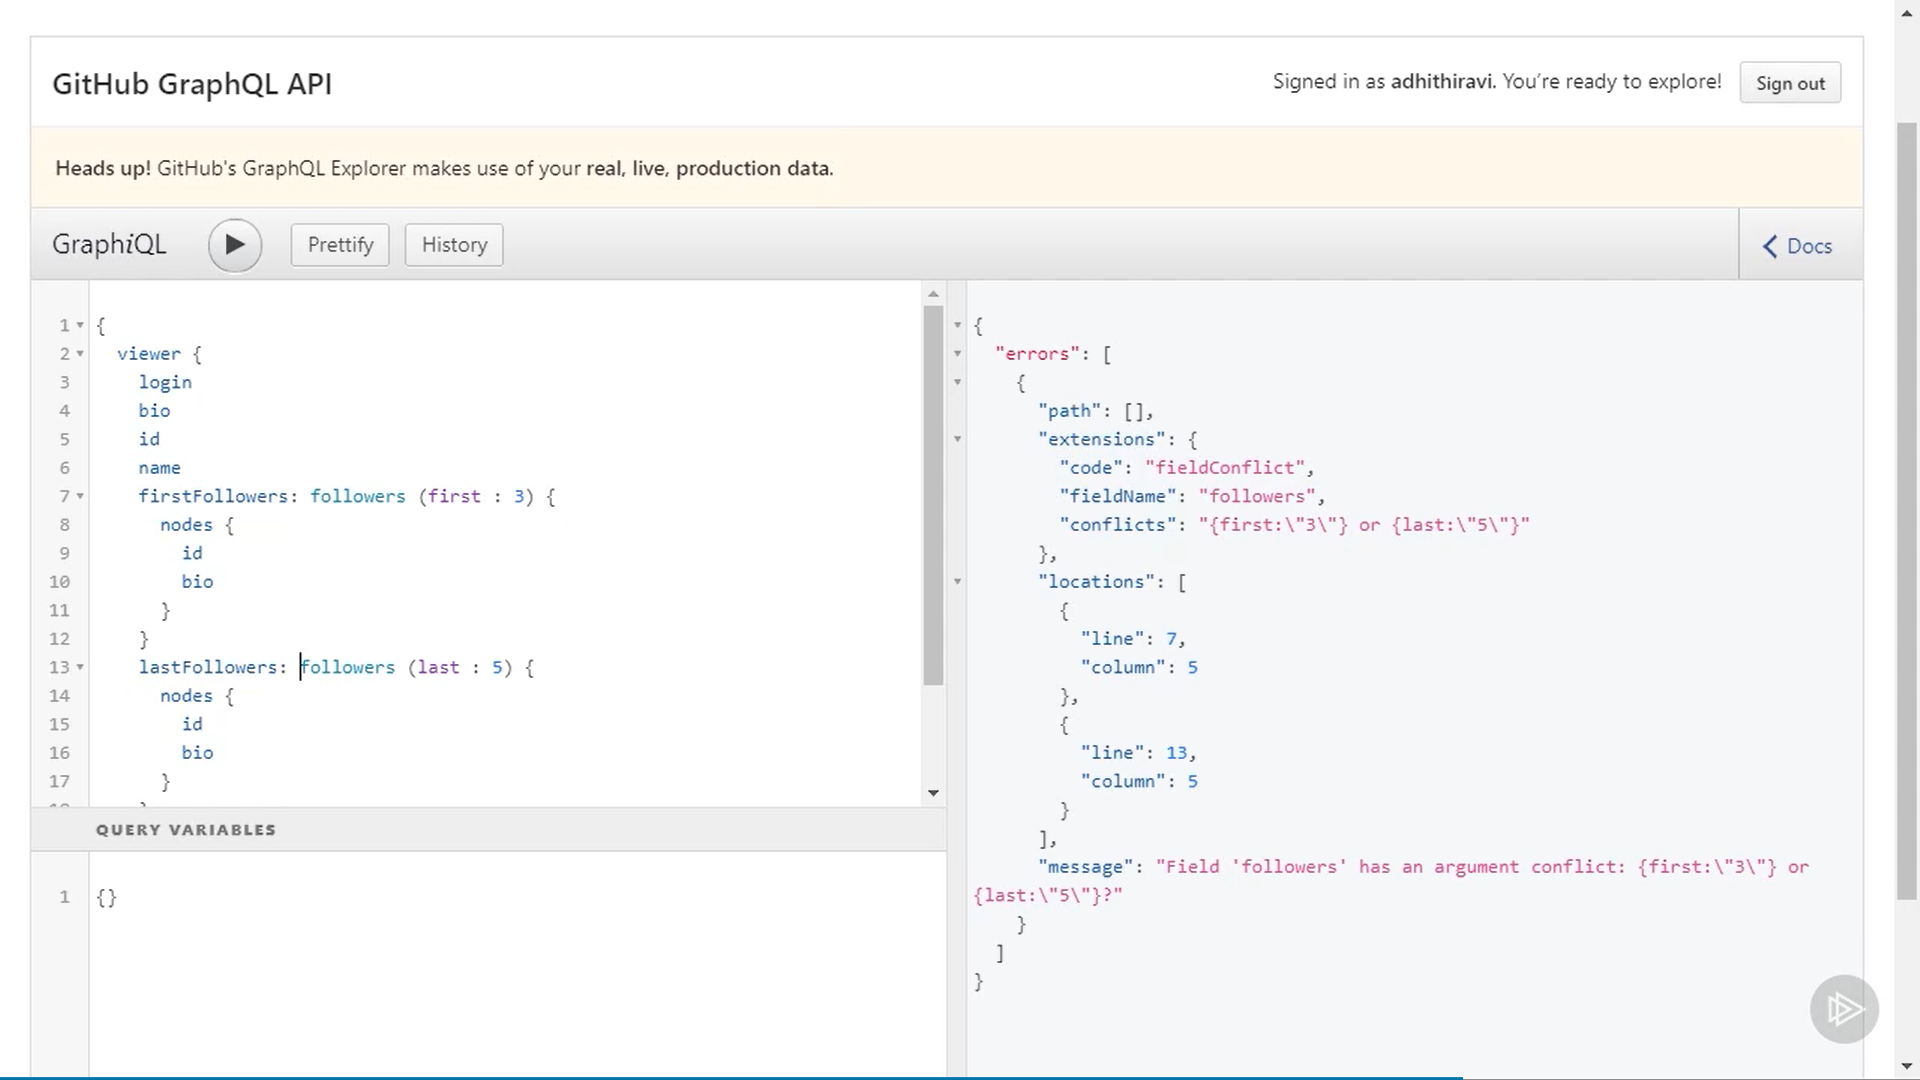 GitHub GraphQL API
Signed in as adhithiravi. You're ready to explore!
Sign out
Heads up! GitHub's GraphQL Explorer makes use of your real, live, production data.
GraphiQL
Prettify
History
Docs
1 {
2 viewer {
3 login
4 bio
5 id
6 name
7 firstFollowers: followers (first : 3) {
8 nodes {
9 id
10 bio
11 }
12 }
13 lastFollowers: followers (last : 5) {
14 nodes {
15 id
16 bio
17 }
QUERY VARIABLES
1 {}
{
"errors": [
{
"path": [],
"extensions": {
"code": "fieldConflict",
"fieldName": "followers",
"conflicts": "{first:\"3\"} or {last:\"5\"}"
},
"locations": [
{
"line": 7,
"column": 5
},
{
"line": 13,
"column": 5
}
],
"message": "Field 'followers' has an argument conflict: {first:\"3\"} or
{last:\"5\"}?"
}
]
}